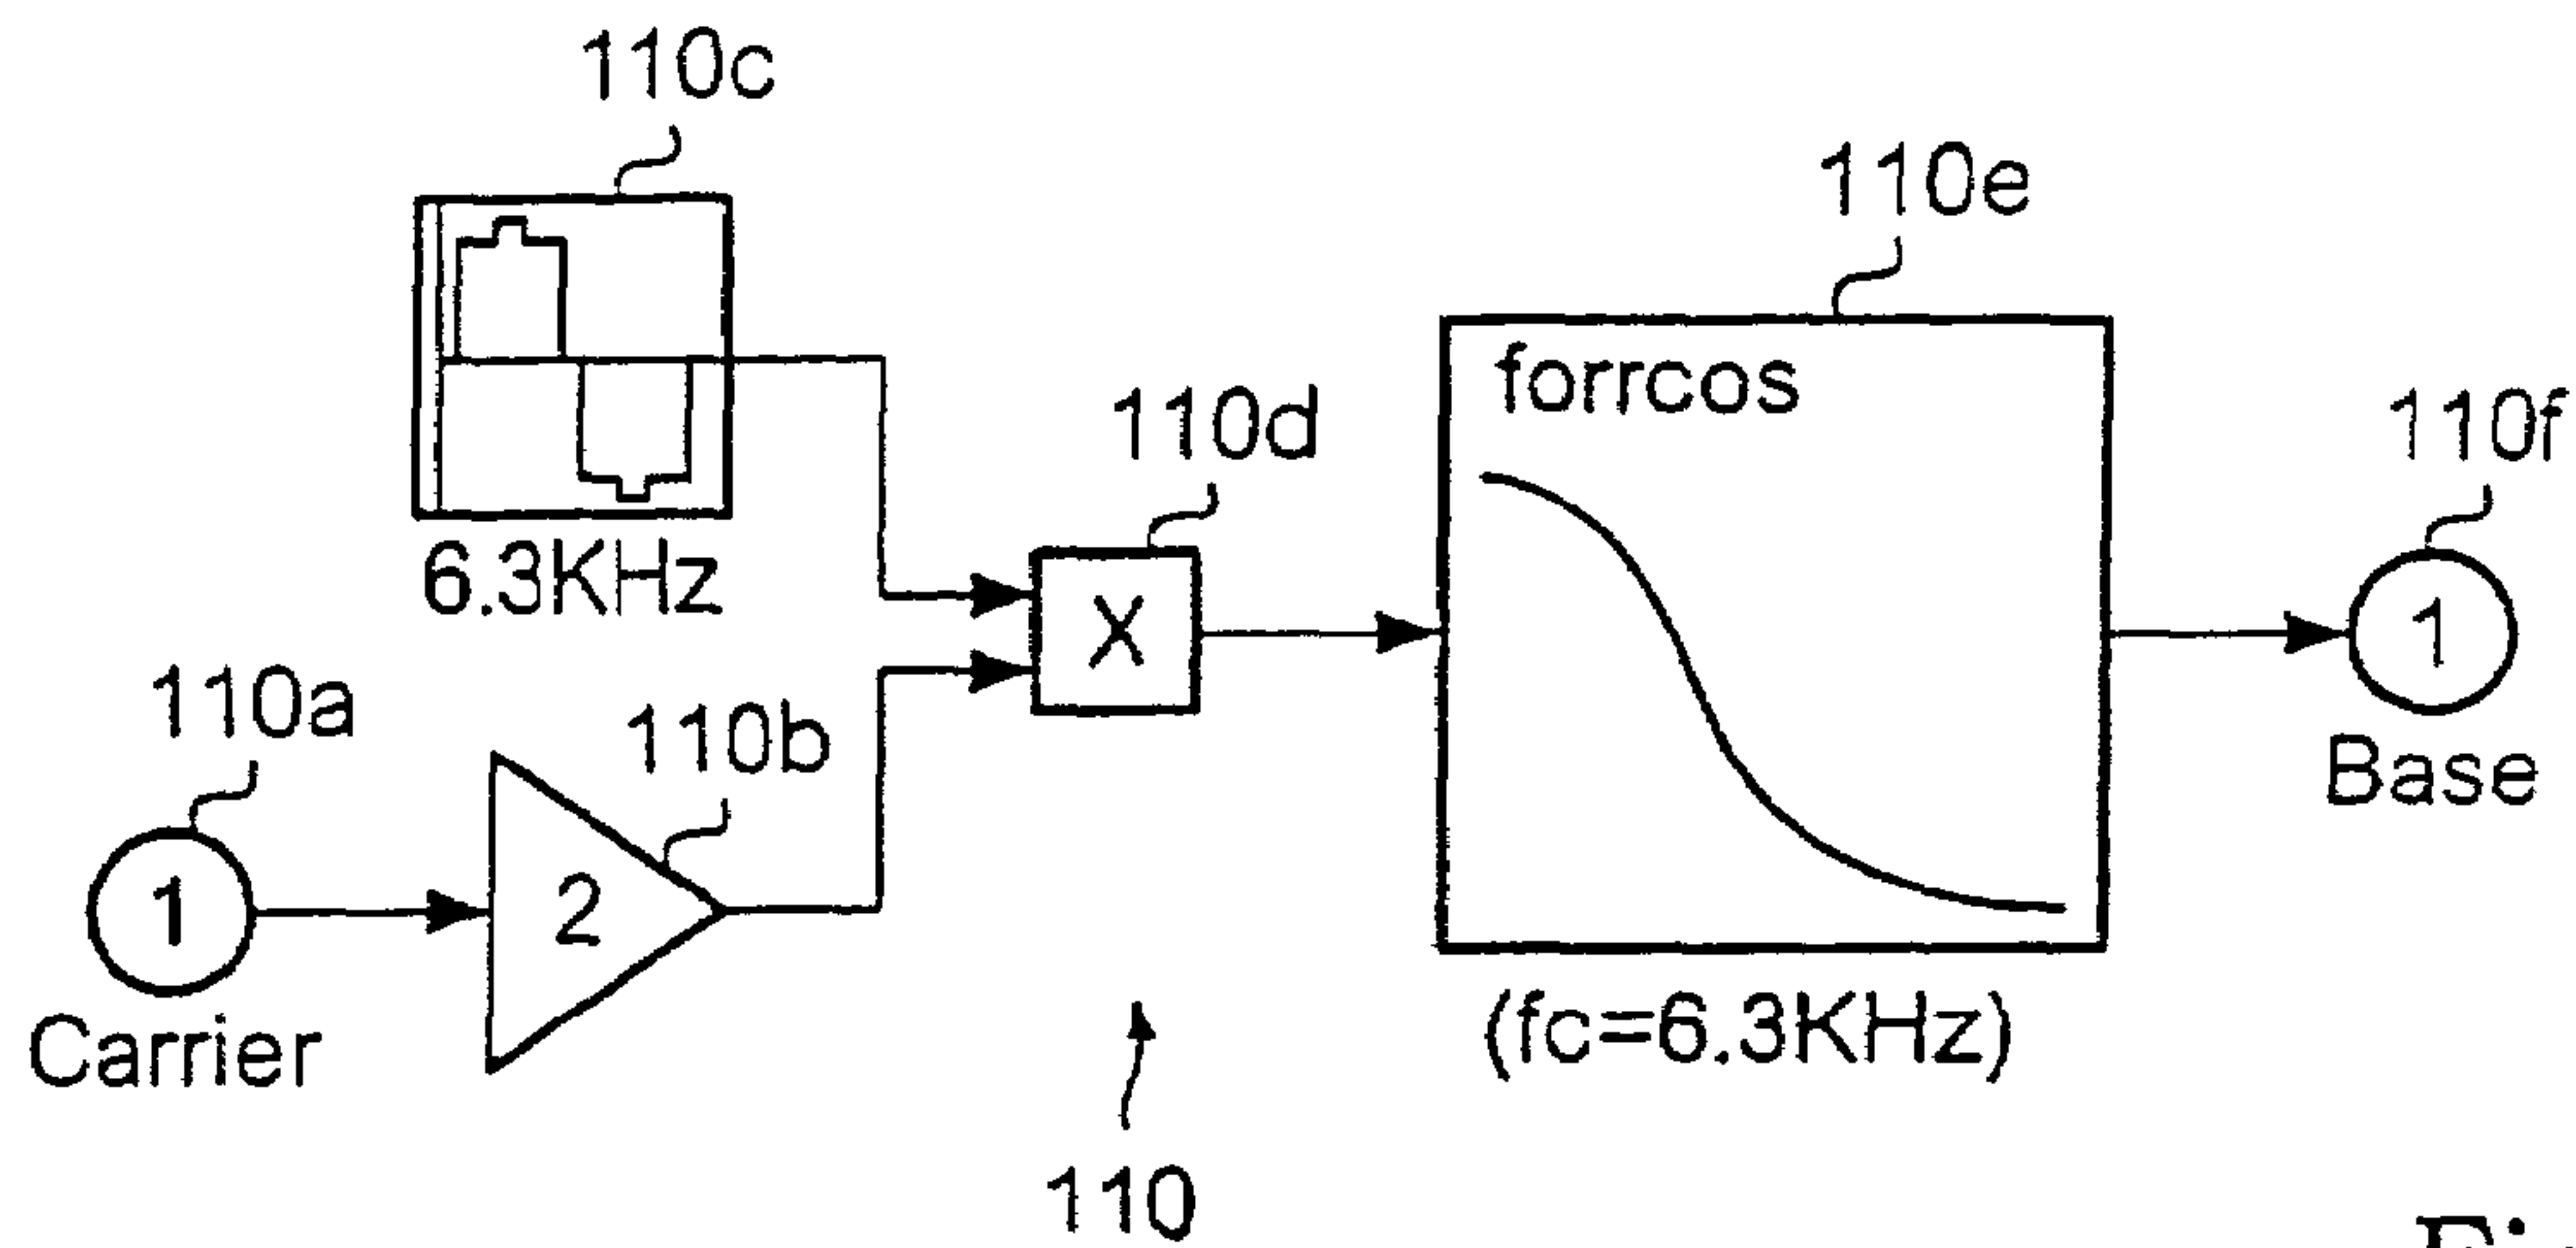 110c
110e
forrcos
110d
110f
6.3KHz
X
1
Base
110a
110b
1
2
Carrier
(fc=6.3KHz)
110